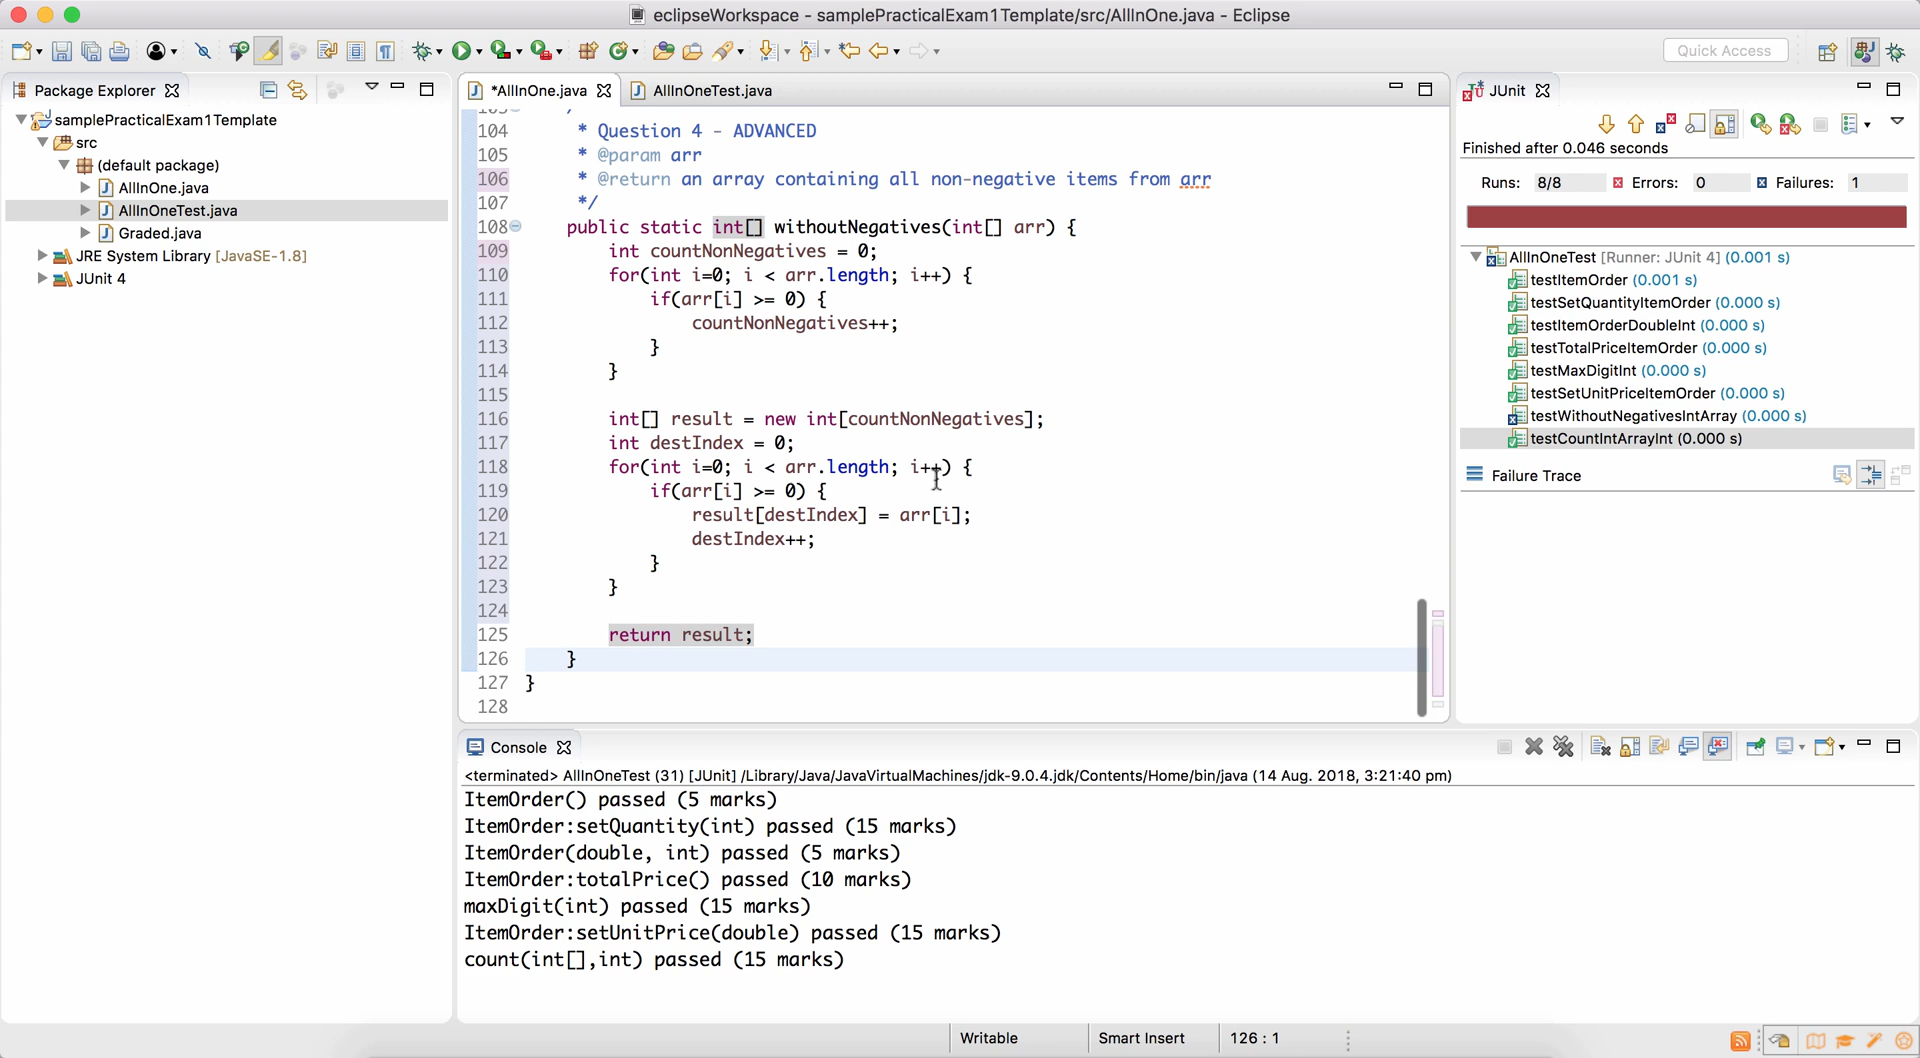 eclipseWorkspace - samplePracticalExam1Template/src/AllInOne.java - Eclipse
Quick Access
Package Explorer
samplePracticalExam1Template
src
(default package)
AllInOne.java
AllInOneTest.java
Graded.java
JRE System Library [JavaSE-1.8]
JUnit 4
*AllInOne.java
AllInOneTest.java
104 * Question 4 - ADVANCED
105 * @param arr
106 * @return an array containing all non-negative items from arr
107 */
108 public static int[] withoutNegatives(int[] arr) {
109 int countNonNegatives = 0;
110 for(int i=0; i < arr.length; i++) {
111 if(arr[i] >= 0) {
112 countNonNegatives++;
113 }
114 }
115
116 int[] result = new int[countNonNegatives];
117 int destIndex = 0;
118 for(int i=0; i < arr.length; i++) {
119 if(arr[i] >= 0) {
120 result[destIndex] = arr[i];
121 destIndex++;
122 }
123 }
124
125 return result;
126 }
127 }
128
JUnit
Finished after 0.046 seconds
Runs: 8/8 Errors: 0 Failures: 1
AllInOneTest [Runner: JUnit 4] (0.001 s)
testItemOrder (0.001 s)
testSetQuantityItemOrder (0.000 s)
testItemOrderDoubleInt (0.000 s)
testTotalPriceItemOrder (0.000 s)
testMaxDigitInt (0.000 s)
testSetUnitPriceItemOrder (0.000 s)
testWithoutNegativesIntArray (0.000 s)
testCountIntArrayInt (0.000 s)
Failure Trace
Console
<terminated> AllInOneTest (31) [JUnit] /Library/Java/JavaVirtualMachines/jdk-9.0.4.jdk/Contents/Home/bin/java (14 Aug. 2018, 3:21:40 pm)
ItemOrder() passed (5 marks)
ItemOrder:setQuantity(int) passed (15 marks)
ItemOrder(double, int) passed (5 marks)
ItemOrder:totalPrice() passed (10 marks)
maxDigit(int) passed (15 marks)
ItemOrder:setUnitPrice(double) passed (15 marks)
count(int[],int) passed (15 marks)
Writable
Smart Insert
126 : 1